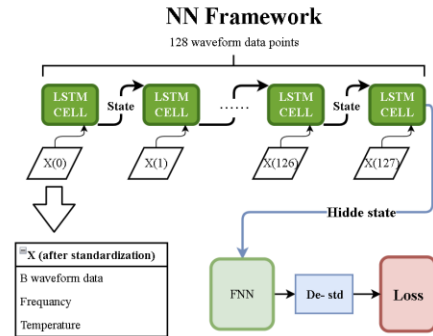 NN Framework
128 waveform data points
LSTM CELL
State
LSTM CELL
......
LSTM CELL
State
LSTM CELL
X(0)
X(1)
X(126)
X(127)
Hidde state
X (after standardization)
B waveform data
Frequancy
Temperature
FNN
De- std
Loss